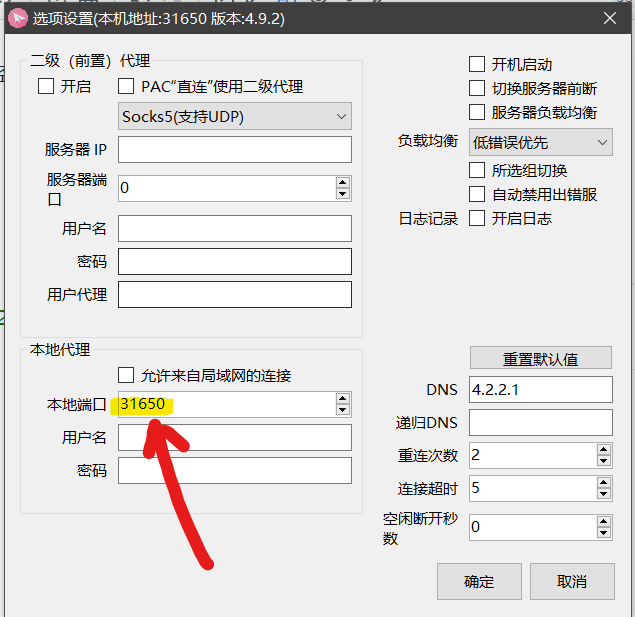 选项设置(本机地址:31650 版本:4.9.2)
二级（前置）代理
开启
PAC“直连”使用二级代理
Socks5(支持UDP)
服务器 IP
服务器端
口
0
用户名
密码
用户代理
本地代理
允许来自局域网的连接
本地端口
31650
用户名
密码
开机启动
切换服务器前断
服务器负载均衡
负载均衡
低错误优先
所选组切换
自动禁用出错服
日志记录
开启日志
重置默认值
DNS
4.2.2.1
递归DNS
重连次数
2
连接超时
5
空闲断开秒
数
0
确定
取消